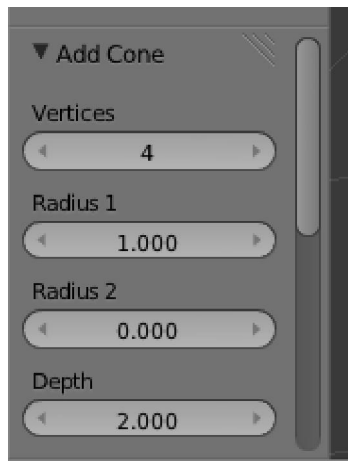 Add Cone
Vertices
4
Radius 1
1.000
Radius 2
0.000
Depth
2.000